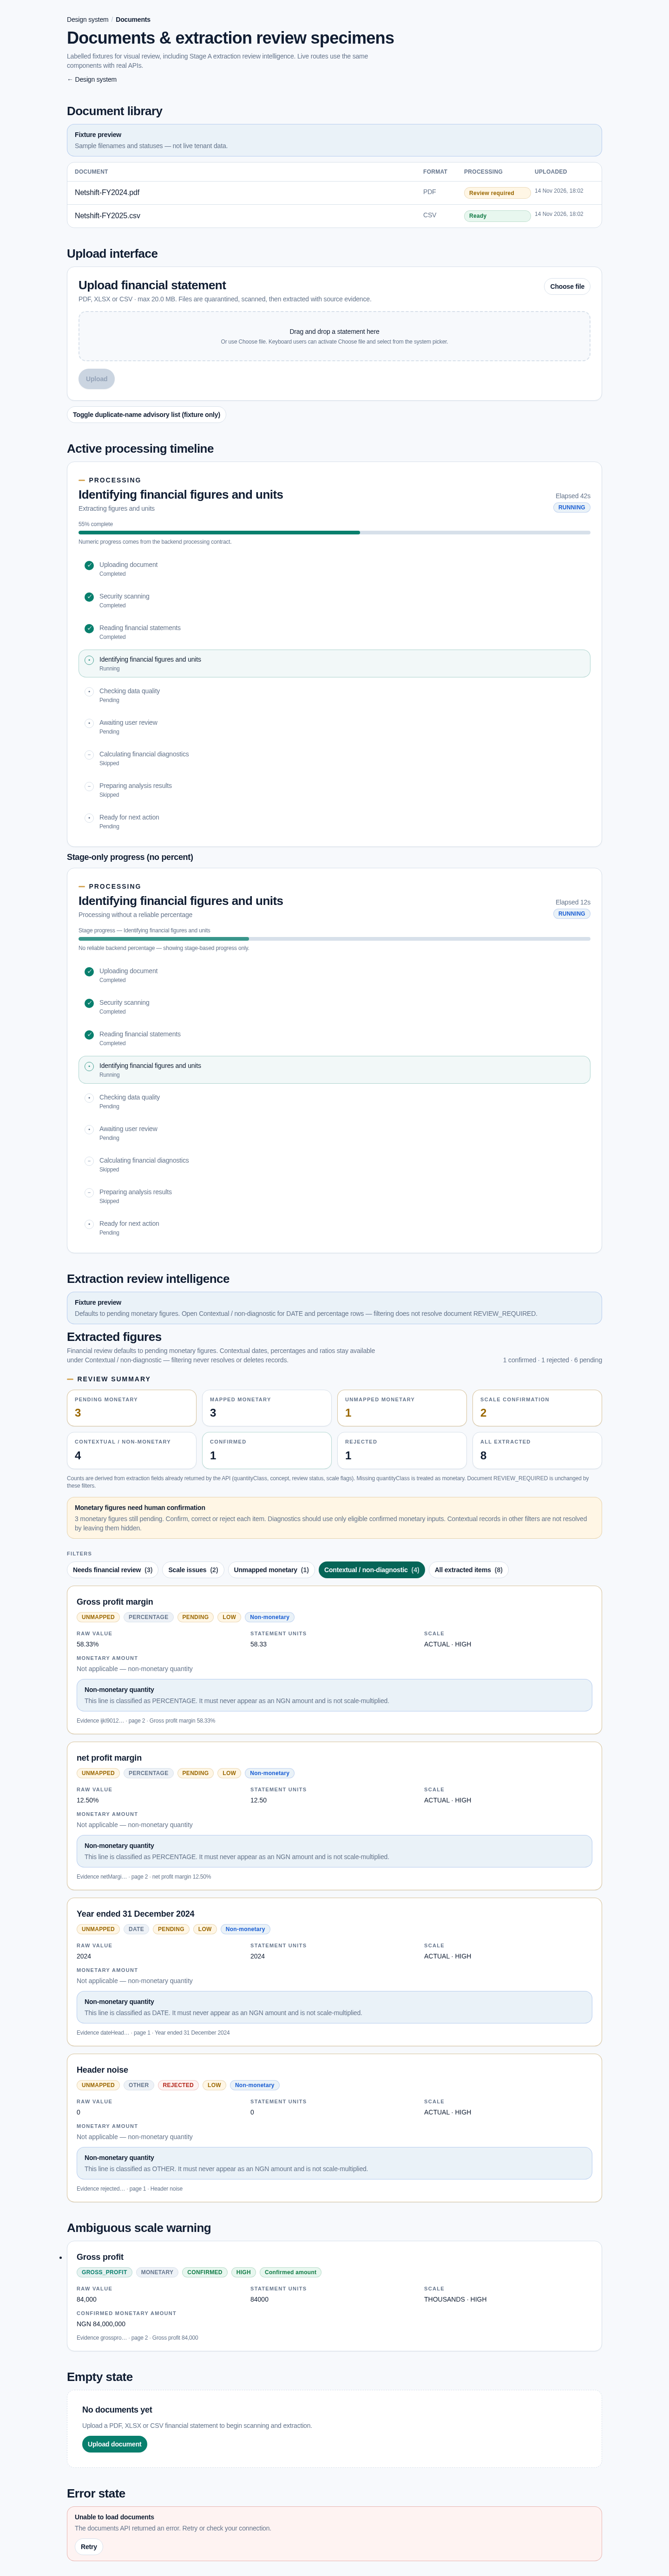 Design system / Documents
Documents & extraction review specimens
Labelled fixtures for visual review, including Stage A extraction review intelligence. Live routes use the same
components with real APIs.
← Design system
Document library
Fixture preview
Sample filenames and statuses — not live tenant data.
DOCUMENT FORMAT PROCESSING UPLOADED
Netshift-FY2024.pdf PDF Review required 14 Nov 2026, 18:02
Netshift-FY2025.csv CSV Ready 14 Nov 2026, 18:02
Upload interface
Upload financial statement Choose file
PDF, XLSX or CSV · max 20.0 MB. Files are quarantined, scanned, then extracted with source evidence.
Drag and drop a statement here
Or use Choose file. Keyboard users can activate Choose File and select from the system picker.
Upload
Toggle duplicate-name advisory list (fixture only)
Active processing timeline
PROCESSING
Identifying financial figures and units Elapsed 42s
Extracting figures and units RUNNING
55% complete
Numeric progress comes from the backend processing contract.
Uploading document
Completed
Security scanning
Completed
Reading financial statements
Completed
Identifying financial figures and units
Running
Checking data quality
Pending
Awaiting user review
Pending
Calculating financial diagnostics
Skipped
Preparing analysis results
Skipped
Ready for next action
Pending
Stage-only progress (no percent)
PROCESSING
Identifying financial figures and units Elapsed 12s
Processing without a reliable percentage RUNNING
Stage progress — Identifying financial figures and units
No reliable backend percentage — showing stage-based progress only.
Uploading document
Completed
Security scanning
Completed
Reading financial statements
Completed
Identifying financial figures and units
Running
Checking data quality
Pending
Awaiting user review
Pending
Calculating financial diagnostics
Skipped
Preparing analysis results
Skipped
Ready for next action
Pending
Extraction review intelligence
Fixture preview
Defaults to pending monetary figures. Open Contextual / non-diagnostic for DATE and percentage rows — filtering does not resolve document REVIEW_REQUIRED.
Extracted figures
Financial review defaults to pending monetary figures. Contextual dates, percentages and ratios stay available
under Contextual / non-diagnostic — filtering never resolves or deletes records. 1 confirmed · 1 rejected · 6 pending
REVIEW SUMMARY
PENDING MONETARY MAPPED MONETARY UNMAPPED MONETARY SCALE CONFIRMATION
3 3 1 2
CONTEXTUAL / NON-MONETARY CONFIRMED REJECTED ALL EXTRACTED
4 1 1 8
Counts are derived from extraction fields already returned by the API (quantityClass, concept, review status, scale flags). Missing quantityClass is treated as monetary. Document REVIEW_REQUIRED is unchanged by
these filters.
Monetary figures need human confirmation
3 monetary figures still pending. Confirm, correct or reject each item. Diagnostics should use only eligible confirmed monetary inputs. Contextual records in other filters are not resolved
by leaving them hidden.
FILTERS
Needs financial review (3) Scale issues (2) Unmapped monetary (1) Contextual / non-diagnostic (4) All extracted items (8)
Gross profit margin
UNMAPPED PERCENTAGE PENDING LOW Non-monetary
RAW VALUE STATEMENT UNITS SCALE
58.33% 58.33 ACTUAL · HIGH
MONETARY AMOUNT
Not applicable — non-monetary quantity
Non-monetary quantity
This line is classified as PERCENTAGE. It must never appear as an NGN amount and is not scale-multiplied.
Evidence ijkl9012… · page 2 · Gross profit margin 58.33%
net profit margin
UNMAPPED PERCENTAGE PENDING LOW Non-monetary
RAW VALUE STATEMENT UNITS SCALE
12.50% 12.50 ACTUAL · HIGH
MONETARY AMOUNT
Not applicable — non-monetary quantity
Non-monetary quantity
This line is classified as PERCENTAGE. It must never appear as an NGN amount and is not scale-multiplied.
Evidence netMargi… · page 2 · net profit margin 12.50%
Year ended 31 December 2024
UNMAPPED DATE PENDING LOW Non-monetary
RAW VALUE STATEMENT UNITS SCALE
2024 2024 ACTUAL · HIGH
MONETARY AMOUNT
Not applicable — non-monetary quantity
Non-monetary quantity
This line is classified as DATE. It must never appear as an NGN amount and is not scale-multiplied.
Evidence dateHead… · page 1 · Year ended 31 December 2024
Header noise
UNMAPPED OTHER REJECTED LOW Non-monetary
RAW VALUE STATEMENT UNITS SCALE
0 0 ACTUAL · HIGH
MONETARY AMOUNT
Not applicable — non-monetary quantity
Non-monetary quantity
This line is classified as OTHER. It must never appear as an NGN amount and is not scale-multiplied.
Evidence rejected… · page 1 · Header noise
Ambiguous scale warning
Gross profit
GROSS_PROFIT MONETARY CONFIRMED HIGH Confirmed amount
RAW VALUE STATEMENT UNITS SCALE
84,000 84000 THOUSANDS · HIGH
CONFIRMED MONETARY AMOUNT
NGN 84,000,000
Evidence grosspro… · page 2 · Gross profit 84,000
Empty state
No documents yet
Upload a PDF, XLSX or CSV financial statement to begin scanning and extraction.
Upload document
Error state
Unable to load documents
The documents API returned an error. Retry or check your connection.
Retry